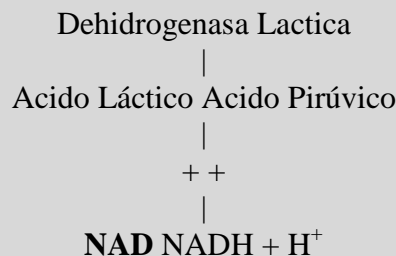 Dehidrogenasa Lactica
|
Acido Láctico Acido Pirúvico
|
+ +
|
NAD NADH + H⁺